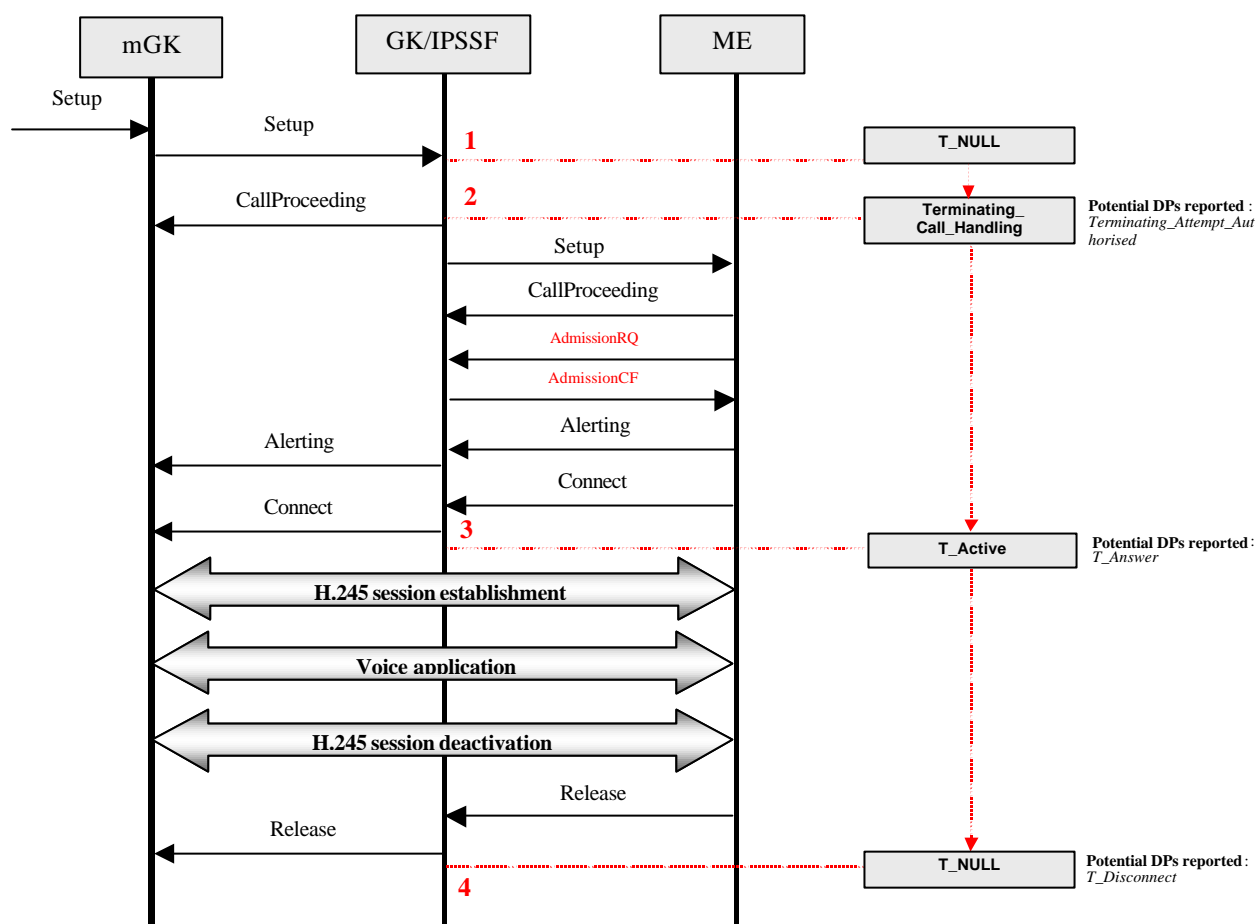 mGK
GK/IPSSF
ME
Setup
Setup
1
T_NULL
CallProceeding
2
Terminating_
Call_Handling
Potential DPs reported :
Terminating_Attempt_Aut
horised
Setup
CallProceeding
AdmissionRQ
AdmissionCF
Alerting
Alerting
Connect
Connect
3
T_Active
Potential DPs reported :
T_Answer
H.245 session establishment
Voice application
H.245 session deactivation
Release
Release
4
T_NULL
Potential DPs reported :
T_Disconnect